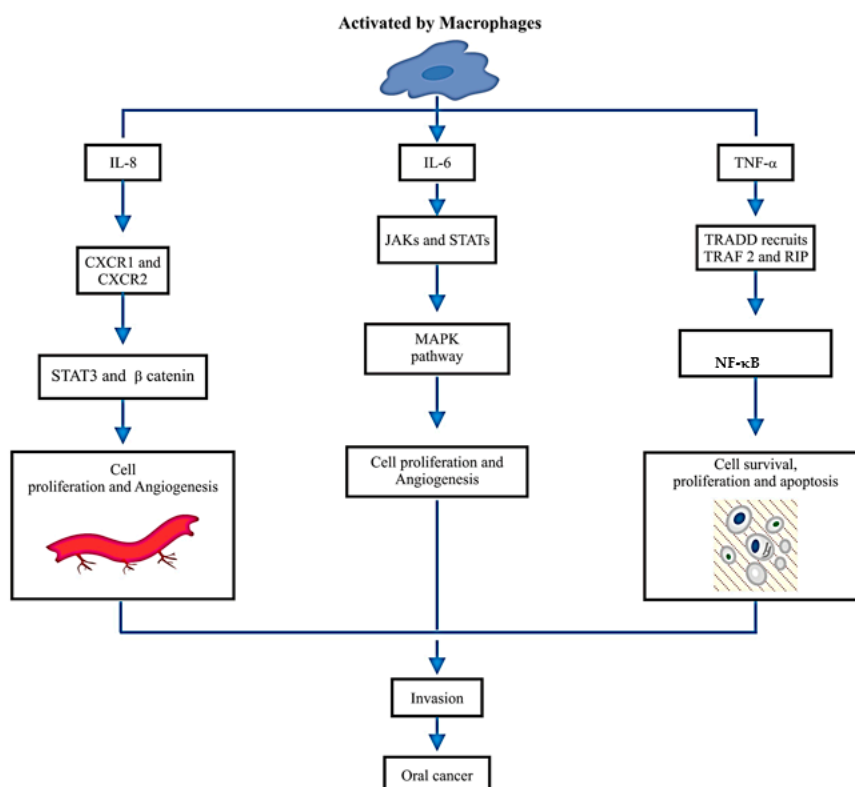 Activated by Macrophages
IL-8
IL-6
TNF-α
CXCR1 and
CXCR2
JAKs and STATs
TRADD recruits
TRAF 2 and RIP
STAT3 and β catenin
MAPK
pathway
NF-κB
Cell
proliferation and Angiogenesis
Cell proliferation and
Angiogenesis
Cell survival,
proliferation and apoptosis
Invasion
Oral cancer